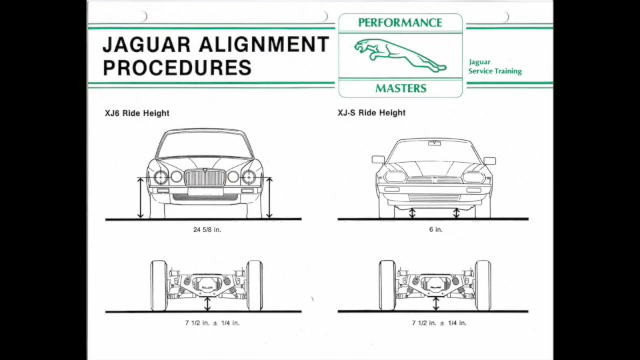 JAGUAR ALIGNMENT
PROCEDURES
PERFORMANCE
MASTERS
Jaguar
Service Training
XJ6 Ride Height
XJ-S Ride Height
24 5/8 in.
6 in.
7 1/2 in. ± 1/4 in.
7 1/2 in. ± 1/4 in.